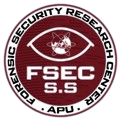 FORENSIC SECURITY RESEARCH CENTER
FSEC
S.S
· APU ·